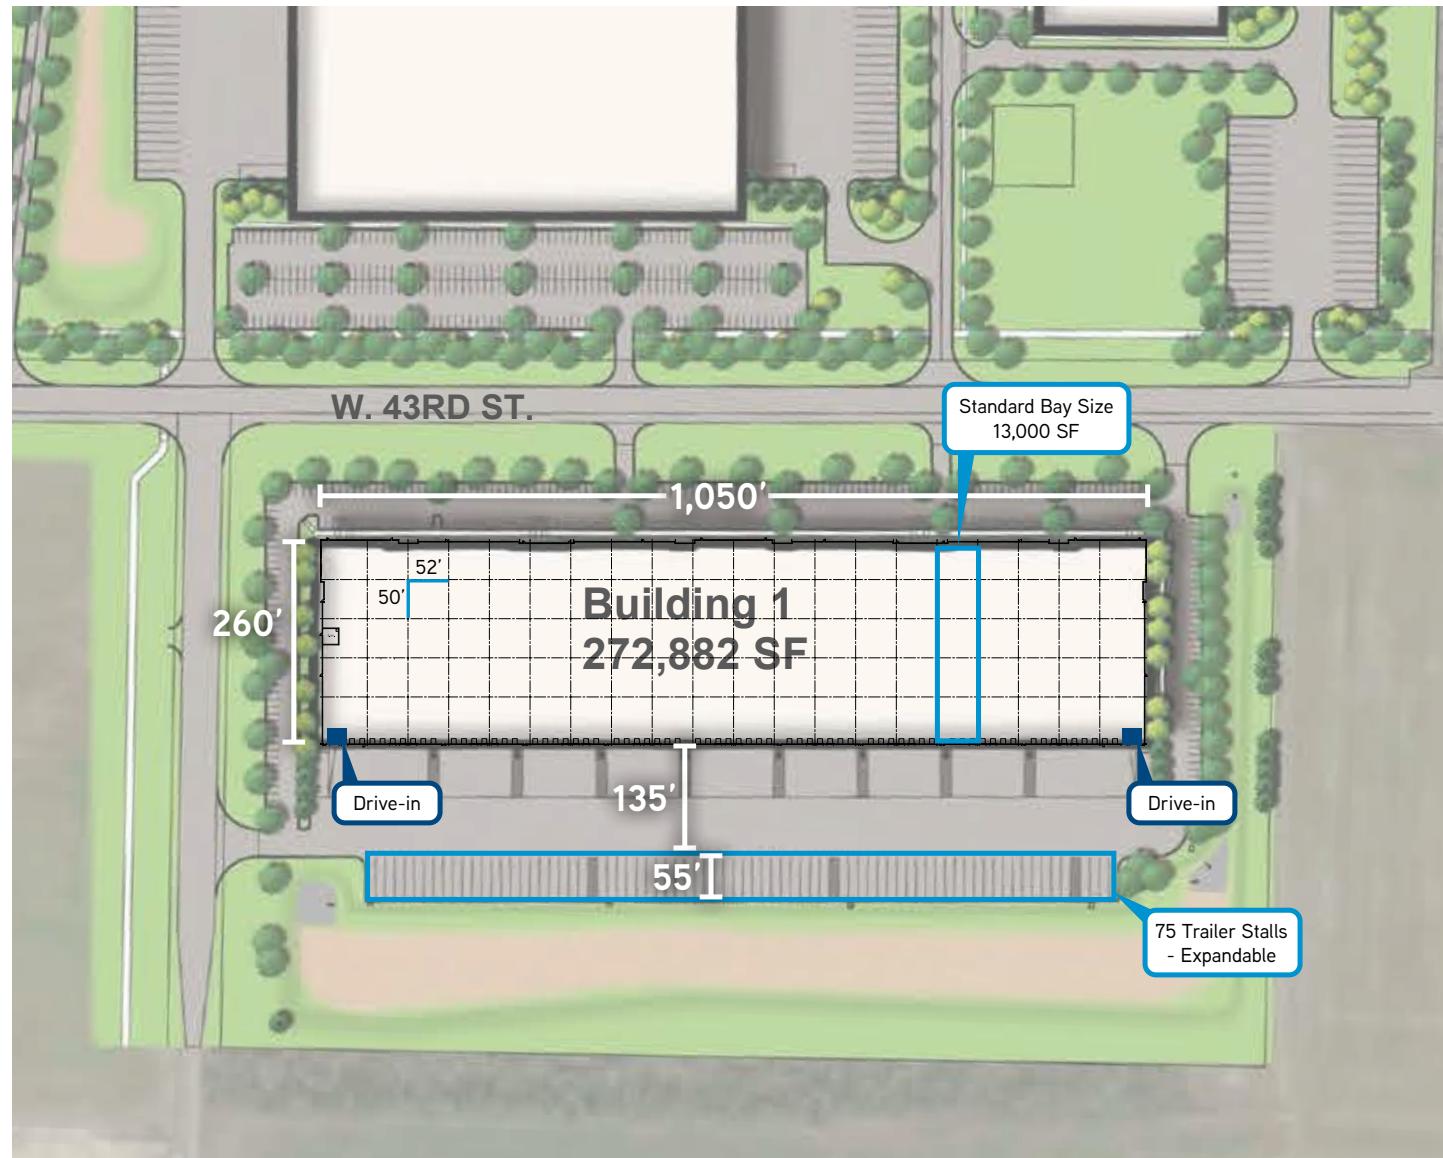 W. 43RD ST.
Standard Bay Size
13,000 SF
1,050’
52’
50’
260’
Building 1
272,882 SF
Drive-in
135’
Drive-in
55’
75 Trailer Stalls
- Expandable